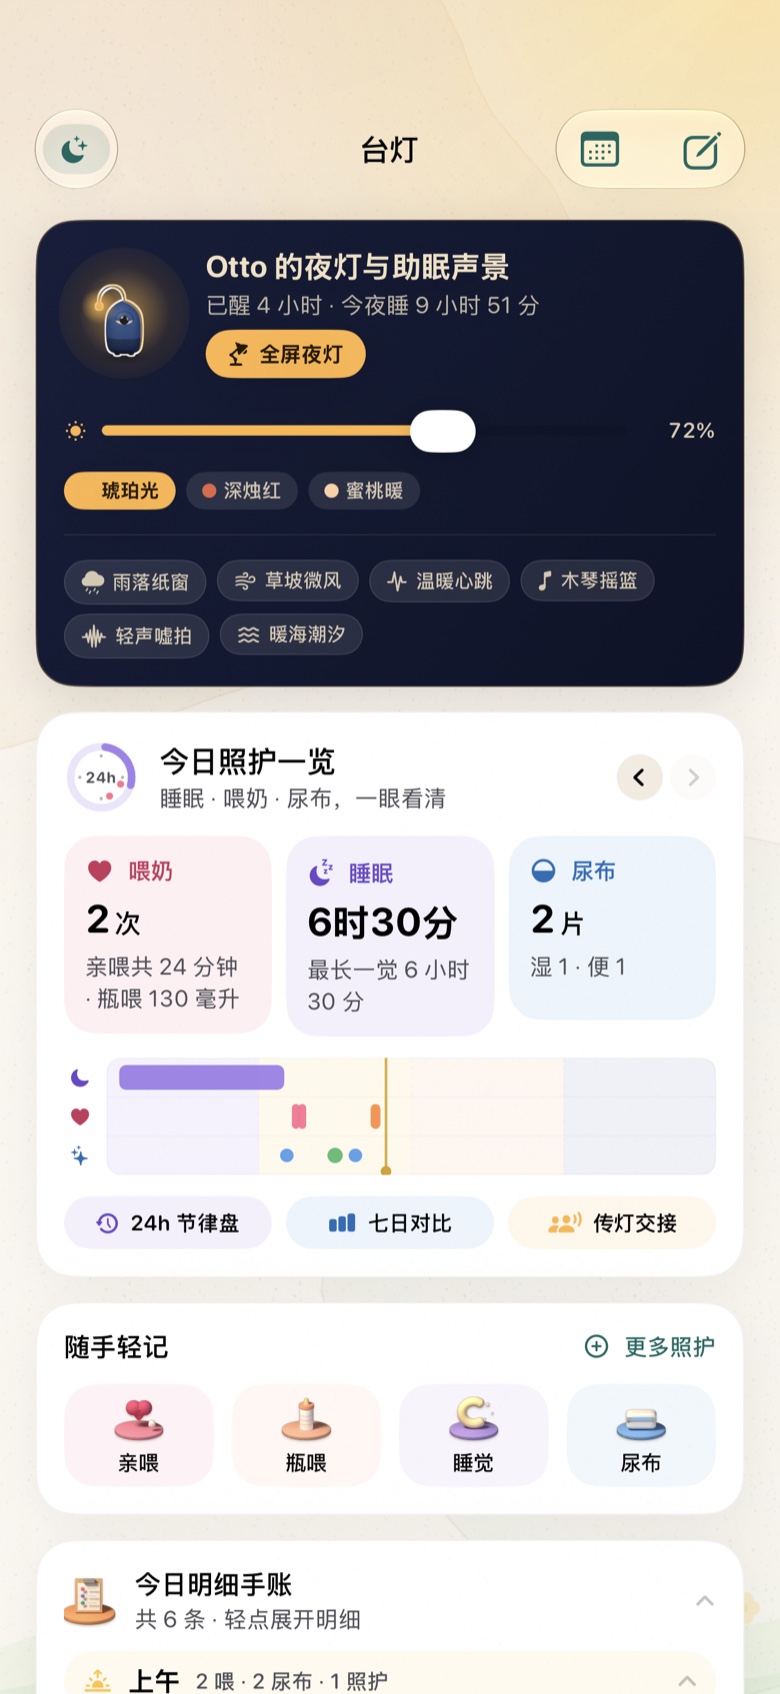 台灯
Otto 的夜灯与助眠声景
已醒 4 小时 · 今夜睡 9 小时 51 分
全屏夜灯
72%
琥珀光 深烛红 蜜桃暖
雨落纸窗 草坡微风 温暖心跳 木琴摇篮
轻声嘘拍 暖海潮汐
24h
今日照护一览
睡眠 · 喂奶 · 尿布，一眼看清
喂奶
2 次
亲喂共 24 分钟
· 瓶喂 130 毫升
睡眠
6时30分
最长一觉 6 小时
30 分
尿布
2 片
湿 1 · 便 1
24h 节律盘 七日对比 传灯交接
随手轻记
更多照护
亲喂 瓶喂 睡觉 尿布
今日明细手账
共 6 条 · 轻点展开明细
上午 2 喂 · 2 尿布 · 1 照护